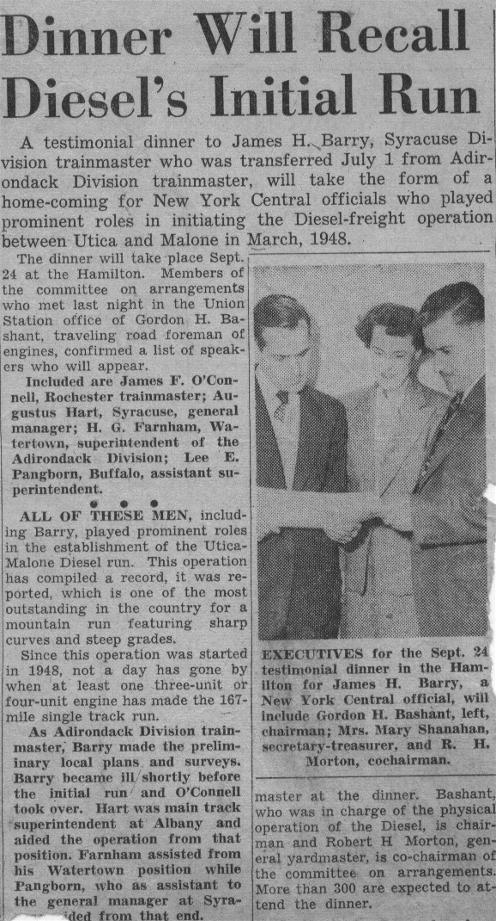 Dinner Will Recall
Diesel's Initial Run
A testimonial dinner to James H. Barry, Syracuse Di-
vision trainmaster who was transferred July 1 from Adir-
ondack Division trainmaster, will take the form of a
home-coming for New York Central officials who played
prominent roles in initiating the Diesel-freight operation
between Utica and Malone in March, 1948.
The dinner will take place Sept.
24 at the Hamilton. Members of
the committee on arrangements
who met last night in the Union
Station office of Gordon H. Ba-
shant, traveling road foreman of
engines, confirmed a list of speak-
ers who will appear.
Included are James F. O'Con-
nell, Rochester trainmaster; Au-
gustus Hart, Syracuse, general
manager; H. G. Farnham, Wa-
tertown, superintendent of the
Adirondack Division; Lee E.
Pangborn, Buffalo, assistant su-
perintendent.
• • •
ALL OF THESE MEN, includ-
ing Barry, played prominent roles
in the establishment of the Utica-
Malone Diesel run. This operation
has compiled a record, it was re-
ported, which is one of the most
outstanding in the country for a
mountain run featuring sharp
curves and steep grades.
Since this operation was started
in 1948, not a day has gone by
when at least one three-unit or
four-unit engine has made the 167-
mile single track run.
As Adirondack Division train-
master, Barry made the prelim-
inary local plans and surveys.
Barry became ill shortly before
the initial run and O'Connell
took over. Hart was main track
superintendent at Albany and
aided the operation from that
position. Farnham assisted from
his Watertown position while
Pangborn, who as assistant to
the general manager at Syra-
ided from that end.
EXECUTIVES for the Sept. 24
testimonial dinner in the Ham-
ilton for James H. Barry, a
New York Central official, will
include Gordon H. Bashant, left,
chairman; Mrs. Mary Shanahan,
secretary-treasurer, and R. H.
Morton, cochairman.
master at the dinner. Bashant,
who was in charge of the physical
operation of the Diesel, is chair-
man and Robert H Morton, gen-
eral yardmaster, is co-chairman of
the committee on arrangements.
More than 300 are expected to at-
tend the dinner.